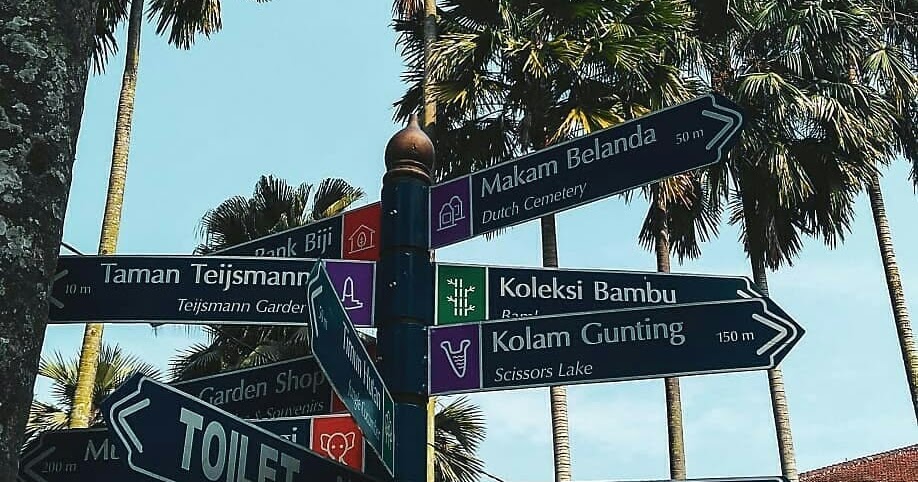 Makam Belanda
50 m
Dutch Cemetery
Bank Biji
Taman Teijsmann
10 m
Teijsmann Garden
Koleksi Bambu
Kolam Gunting
150 m
Scissors Lake
Garden Shop
& Souvenirs
200 m
TOILET